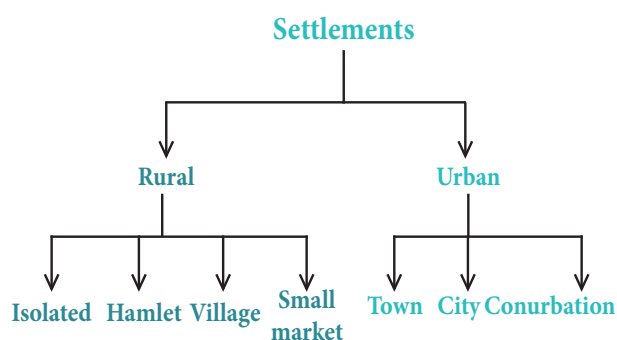 Settlements
Rural
Urban
Isolated
Hamlet
Village
Small
market
Town
City
Conurbation